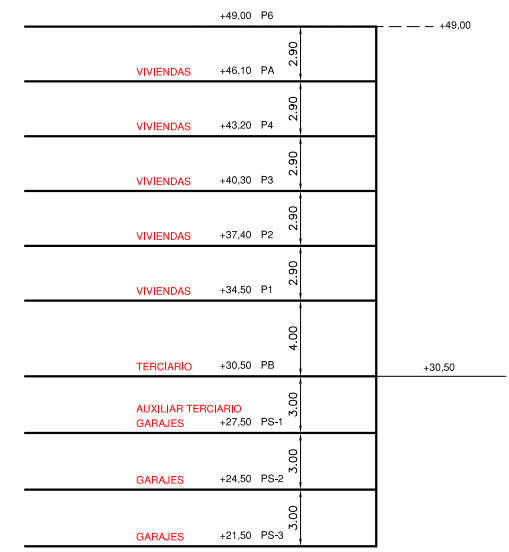 +49,00 P6
+49,00
2.90
VIVIENDAS +46,10 PA
2.90
VIVIENDAS +43,20 P4
2.90
VIVIENDAS +40,30 P3
2.90
VIVIENDAS +37,40 P2
2.90
VIVIENDAS +34,50 P1
4.00
TERCIARIO +30,50 PB
+30,50
3.00
AUXILIAR TERCIARIO
GARAJES +27,50 PS-1
3.00
GARAJES +24,50 PS-2
3.00
GARAJES +21,50 PS-3